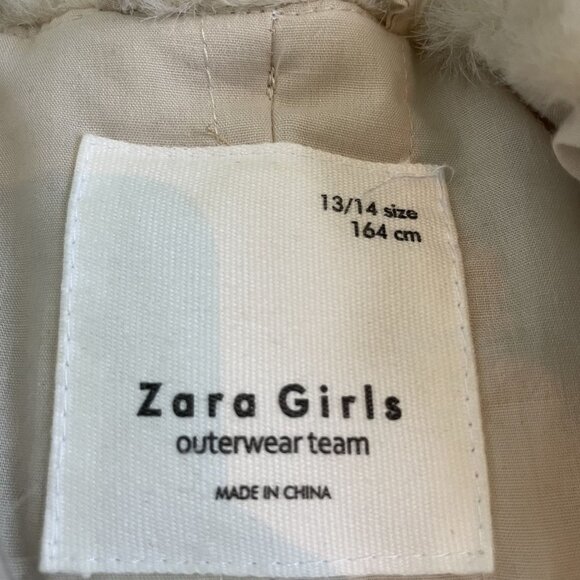 13/14 size
164 cm
Zara Girls
outerwear team
MADE IN CHINA